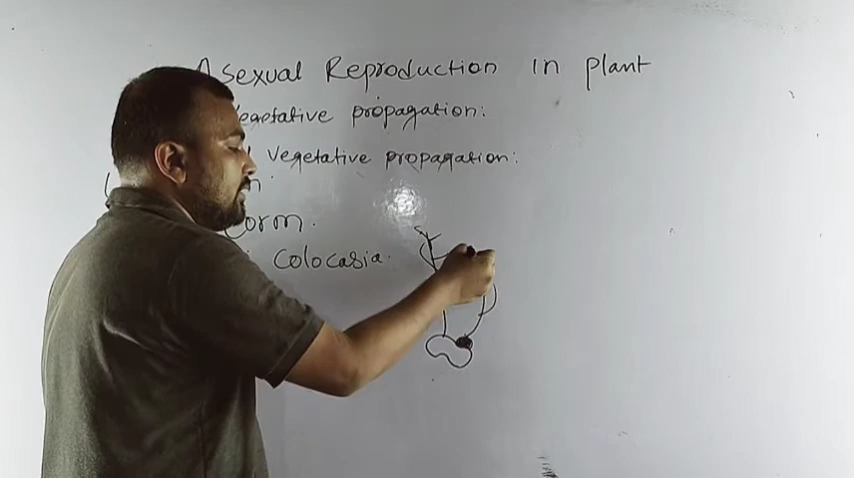 Asexual Reproduction in plant
vegetative propagation:
vegetative propagation:
corm.
colocasia.